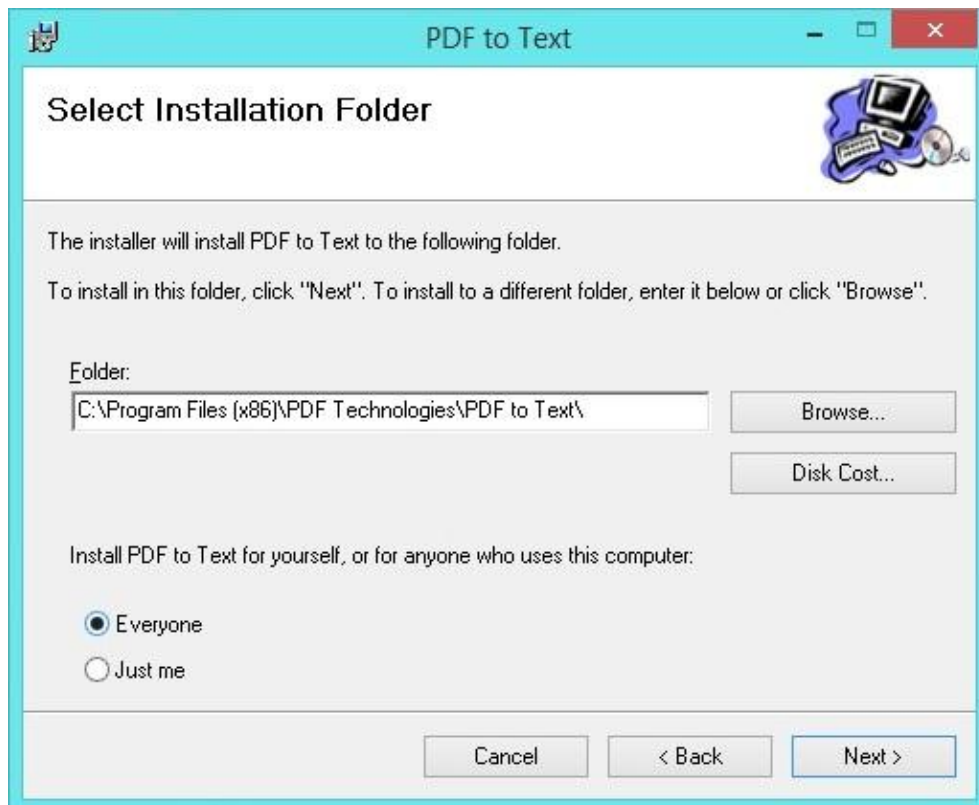 PDF to Text
Select Installation Folder
The installer will install PDF to Text to the following folder.
To install in this folder, click "Next". To install to a different folder, enter it below or click "Browse".
Folder:
C:\Program Files (x86)\PDF Technologies\PDF to Text\
Browse...
Disk Cost...
Install PDF to Text for yourself, or for anyone who uses this computer:
Everyone
Just me
Cancel
< Back
Next >